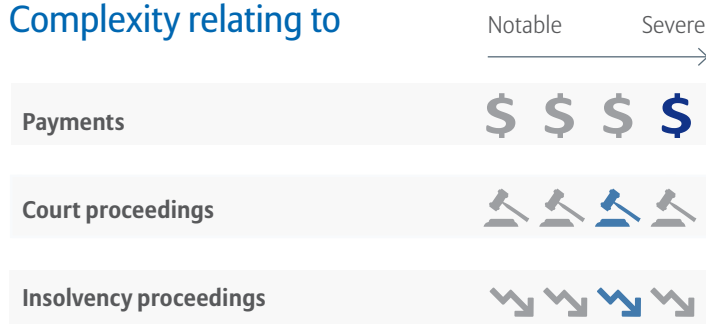 Complexity relating to
Notable Severe
Payments
$ $ $ $
Court proceedings
Insolvency proceedings